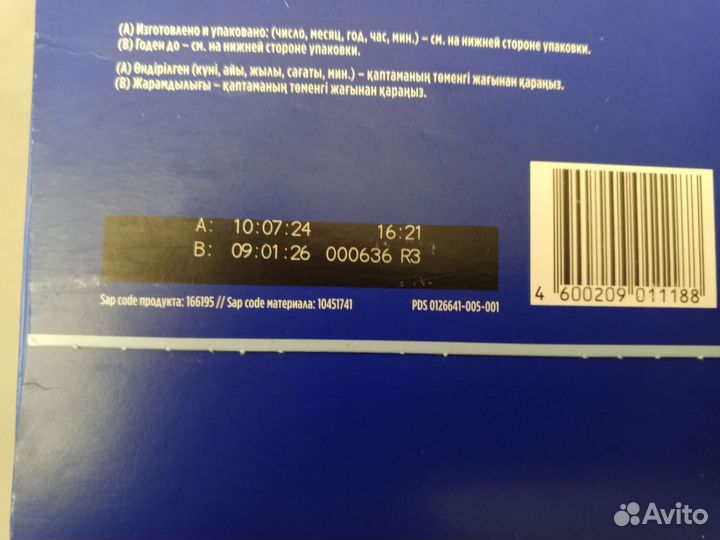 (A) Изготовлено и упаковано: (число, месяц, год, час, мин.) – см. на нижней стороне упаковки.
(B) Годен до – см. на нижней стороне упаковки.
(A) Өндірілген (күні, айы, жылы, сағаты, мин.) – қаптаманың төменгі жағынан қараңыз.
(B) Жарамдылығы – қаптаманың төменгі жағынан қараңыз.
A: 10:07:24 16:21
B: 09:01:26 000636 R3
Sap code продукта: 166195 // Sap code материала: 10451741 PDS 0126641-005-001
4 600209 011188
Avito